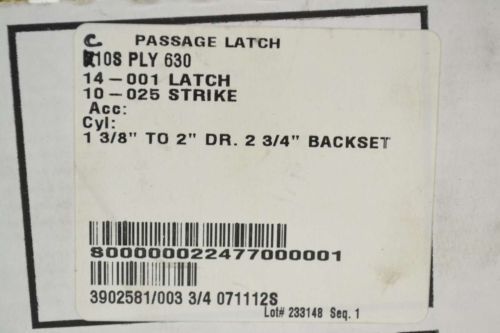 C PASSAGE LATCH
10S PLY 630
14-001 LATCH
10-025 STRIKE
Acc:
Cyl:
1 3/8" TO 2" DR. 2 3/4" BACKSET
800000022477000001
3902581/003 3/4 071112S
Lot# 233148 Seq. 1